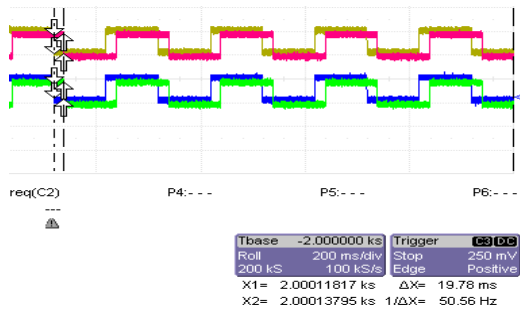 req(C2) P4:- - - P5:- - - P6:- - -
---
Tbase -2.000000 ks Trigger C3 DC
Roll 200 ms/div Stop 250 mV
200 kS 100 kS/s Edge Positive
X1= 2.00011817 ks ΔX= 19.78 ms
X2= 2.00013795 ks 1/ΔX= 50.56 Hz